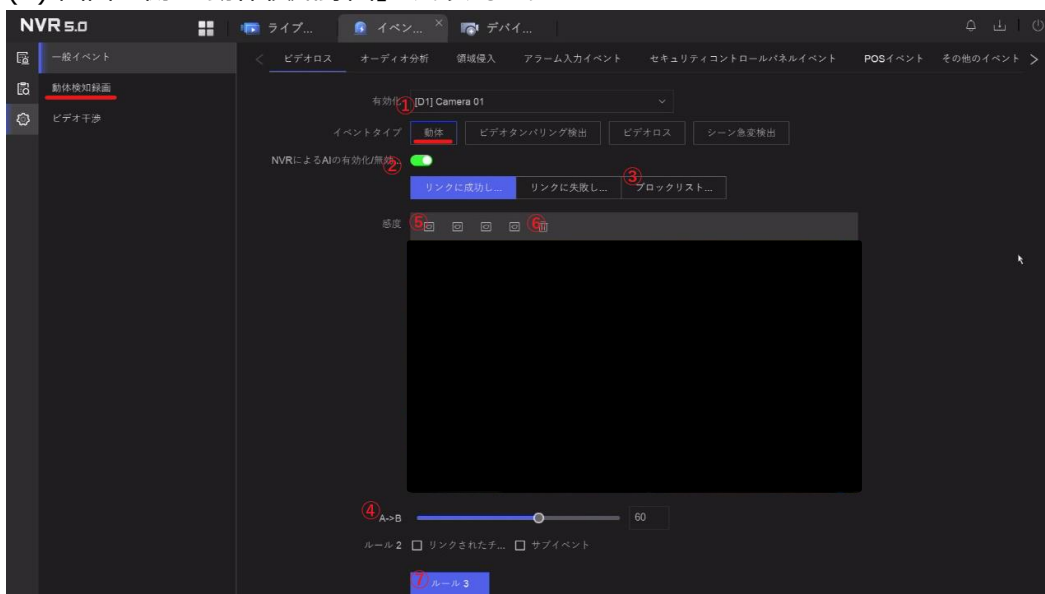 NVR 5.0 ライブ... イベン... × デバイ...
一般イベント
ビデオロス オーディオ分析 領域侵入 アラーム入力イベント セキュリティコントロールパネルイベント POSイベント その他のイベント
動体検知録画
有効化 ① [D1] Camera 01
ビデオ干渉
イベントタイプ 動体 ビデオタンパリング検出 ビデオロス シーン急変検出
NVRによるAIの有効化/無効... ②
リンクに成功し... リンクに失敗し... ③ ブロックリスト...
感度 ⑤ ⑥
④ A->B 60
ルール 2 リンクされたチ... サブイベント
⑦ ルール 3